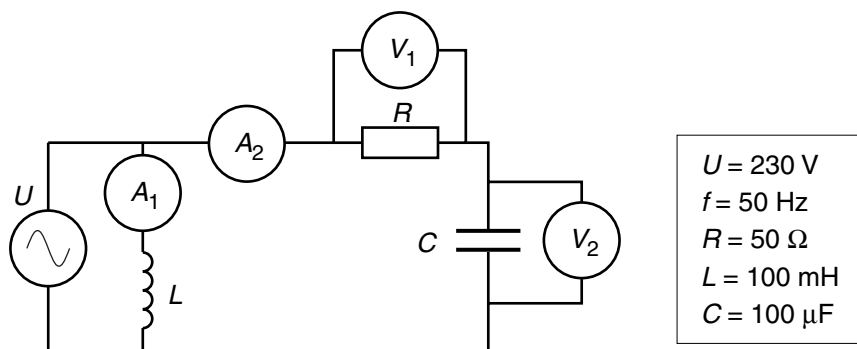 V1
R
A2
U
A1
L
C
V2
U = 230 V
f = 50 Hz
R = 50 Ω
L = 100 mH
C = 100 μF